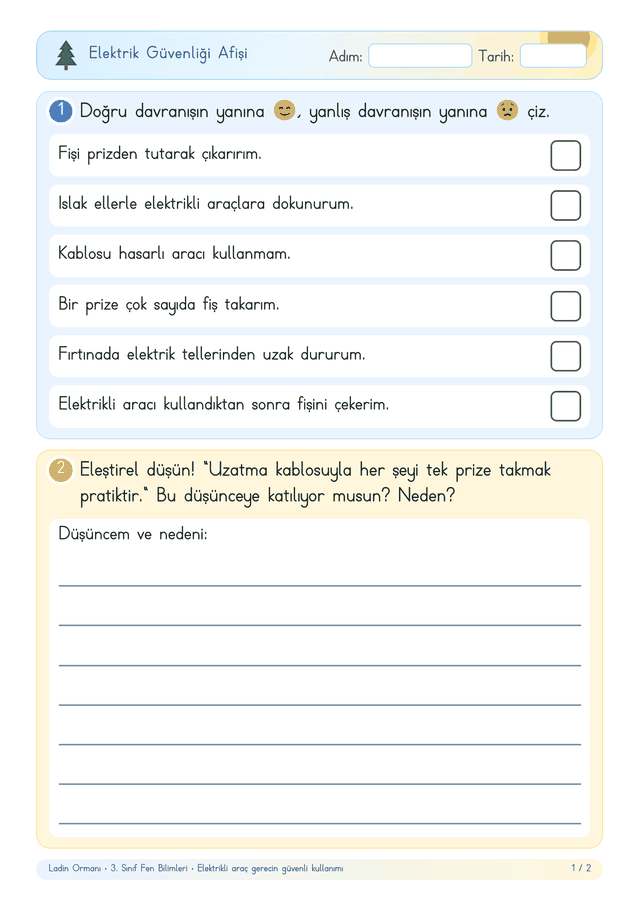 Elektrik Güvenliği Afişi
Adım:
Tarih:
1 Doğru davranışın yanına 😊, yanlış davranışın yanına ☹️ çiz.
Fişi prizden tutarak çıkarırım.
Islak ellerle elektrikli araçlara dokunurum.
Kablosu hasarlı aracı kullanmam.
Bir prize çok sayıda fiş takarım.
Fırtınada elektrik tellerinden uzak dururum.
Elektrikli aracı kullandıktan sonra fişini çekerim.
2 Eleştirel düşün! "Uzatma kablosuyla her şeyi tek prize takmak
pratiktir." Bu düşünceye katılıyor musun? Neden?
Düşüncem ve nedeni:
Ladin Ormanı • 3. Sınıf Fen Bilimleri • Elektrikli araç gerecin güvenli kullanımı
1 / 2